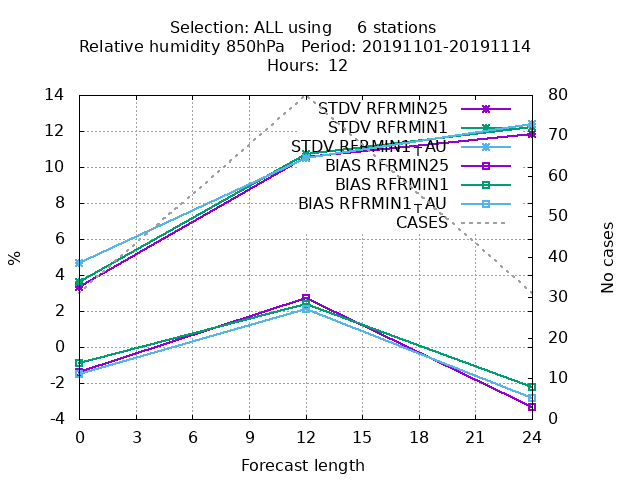 Selection: ALL using 6 stations
Relative humidity 850hPa Period: 20191101-20191114
Hours: 12
14
12
10
8
6
4
2
0
-2
-4
%
80
70
60
50
40
30
20
10
0
No cases
STDV RFRMIN25
STDV RFRMIN1
STDV RFRMIN1_AU
BIAS RFRMIN25
BIAS RFRMIN1
BIAS RFRMIN1_AU
CASES
0 3 6 9 12 15 18 21 24
Forecast length